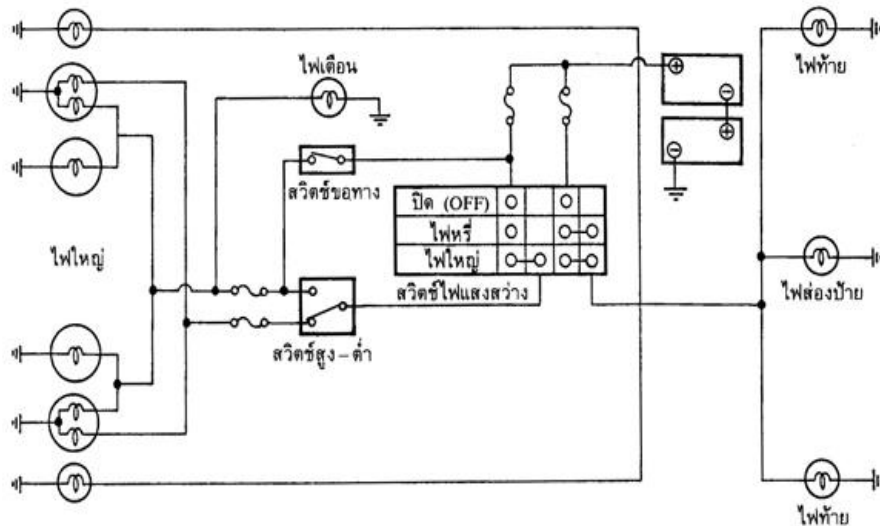 ไฟเตือน
ไฟท้าย
สวิตช์ขอทาง
ปิด (OFF)
ไฟหรี่
ไฟใหญ่
ไฟใหญ่
สวิตช์ไฟแสงสว่าง
ไฟส่องป้าย
สวิตช์สูง-ต่ำ
ไฟท้าย